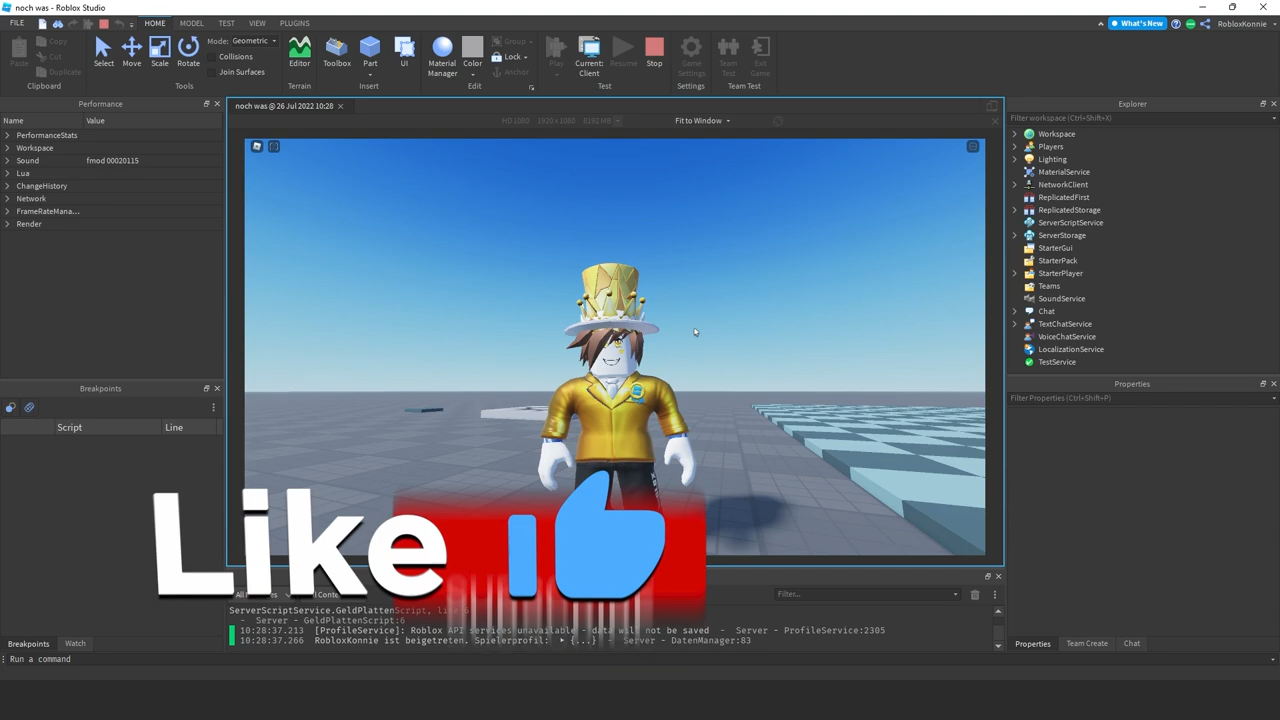 noch was - Roblox Studio
FILE HOME MODEL TEST VIEW PLUGINS What's New RobloxKonnie
Paste Copy Cut Duplicate Clipboard
Select Move Scale Rotate Mode: Geometric Collisions Join Surfaces Tools
Editor Terrain
Toolbox Part UI Insert
Material Manager Color Group Lock Anchor Edit
Play Current: Client Resume Stop Test
Game Settings Settings
Team Test Exit Game Team Test
Performance
Name Value
PerformanceStats
Workspace
Sound fmod 00020115
Lua
ChangeHistory
Network
FrameRateMana...
Render
Breakpoints
Script Line
Breakpoints Watch
noch was @ 26 Jul 2022 10:28
HD1080 1920 x 1080 8192 MB Fit to Window
Like
Filter...
ServerScriptService.GeldPlattenScript, line
- Server - GeldPlattenScript:6
10:28:37.213 [ProfileService]: Roblox API services unavailable - data will not be saved - Server - ProfileService:2305
10:28:37.266 RobloxKonnie ist beigetreten. Spielerprofil: ▶ {...} - Server - DatenManager:83
Explorer
Filter workspace (Ctrl+Shift+X)
Workspace
Players
Lighting
MaterialService
NetworkClient
ReplicatedFirst
ReplicatedStorage
ServerScriptService
ServerStorage
StarterGui
StarterPack
StarterPlayer
Teams
SoundService
Chat
TextChatService
VoiceChatService
LocalizationService
TestService
Properties
Filter Properties (Ctrl+Shift+P)
Properties Team Create Chat
Run a command